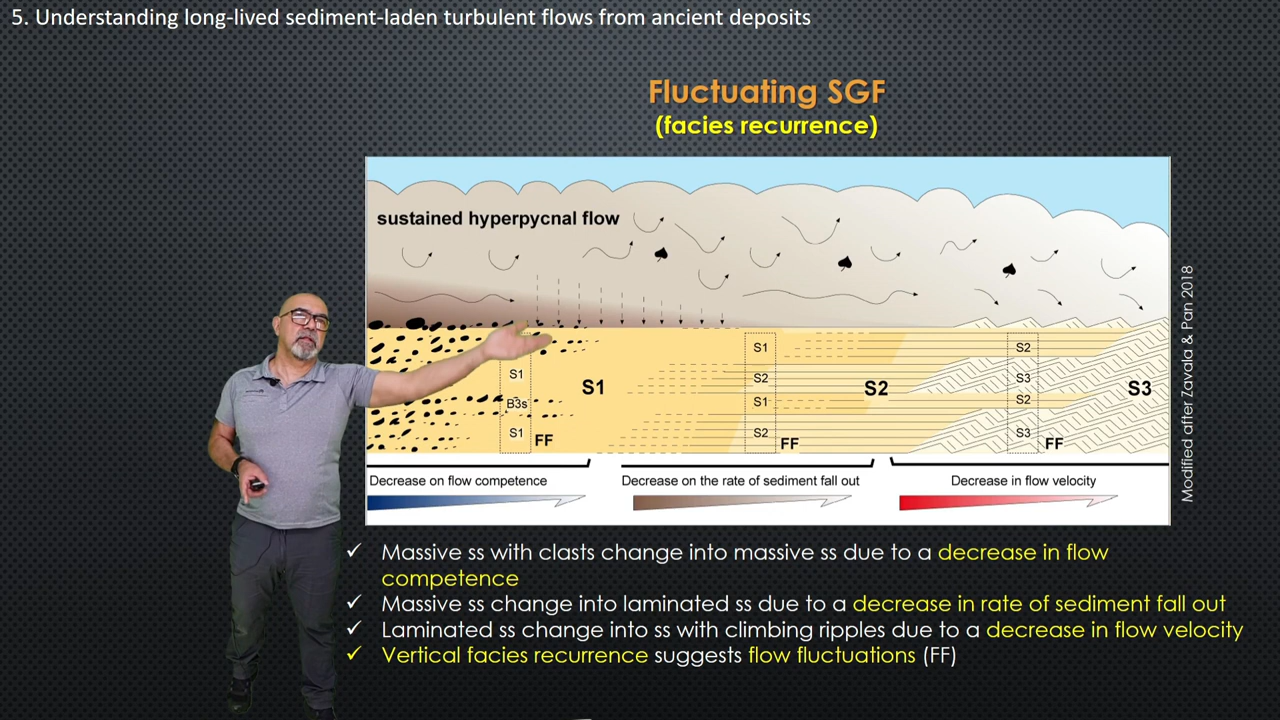 5. Understanding long-lived sediment-laden turbulent flows from ancient deposits
Fluctuating SGF
(facies recurrence)
sustained hyperpycnal flow
S1
B3s
S1
FF
S1
S1
S2
S1
S2
FF
S2
S2
S3
S2
S3
FF
S3
Decrease on flow competence
Decrease on the rate of sediment fall out
Decrease in flow velocity
Modified after Zavala & Pan 2018
✓ Massive ss with clasts change into massive ss due to a decrease in flow
competence
✓ Massive ss change into laminated ss due to a decrease in rate of sediment fall out
✓ Laminated ss change into ss with climbing ripples due to a decrease in flow velocity
✓ Vertical facies recurrence suggests flow fluctuations (FF)